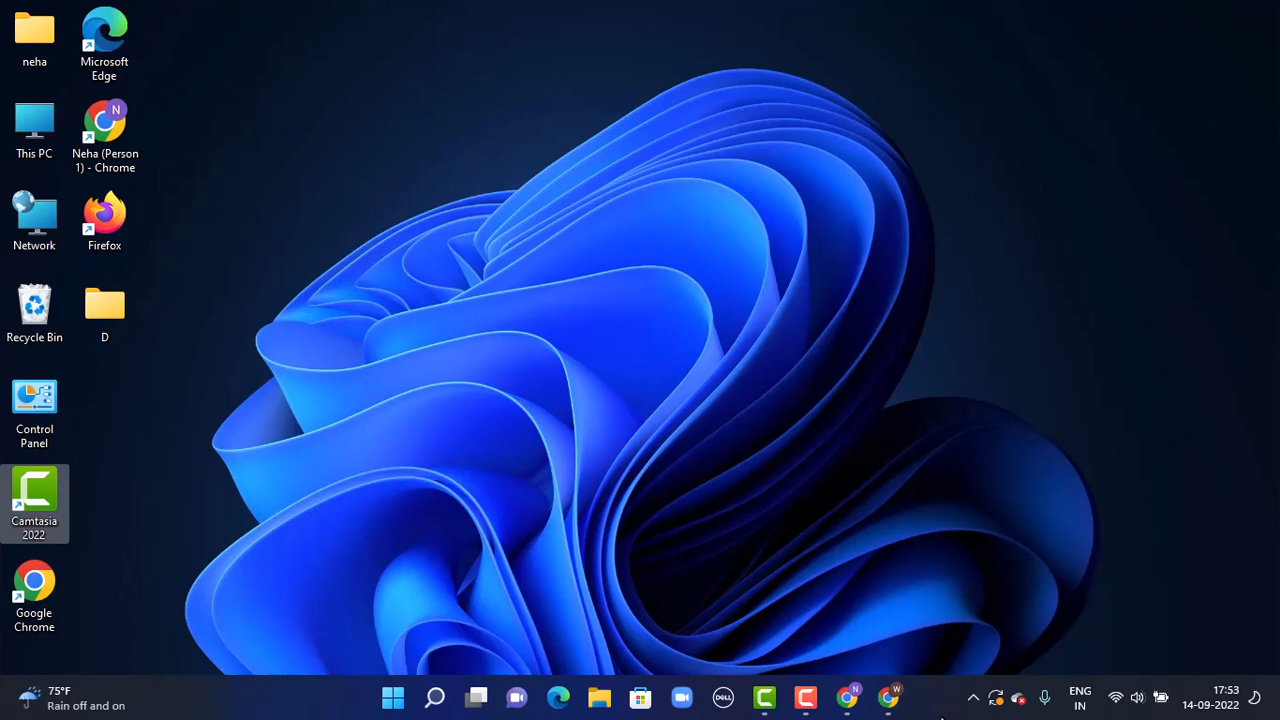 neha
Microsoft
Edge
This PC
N
Neha (Person
1) - Chrome
Network
Firefox
Recycle Bin
D
Control
Panel
Camtasia
2022
Google
Chrome
75°F
Rain off and on
DELL
N
W
ENG
IN
17:53
14-09-2022